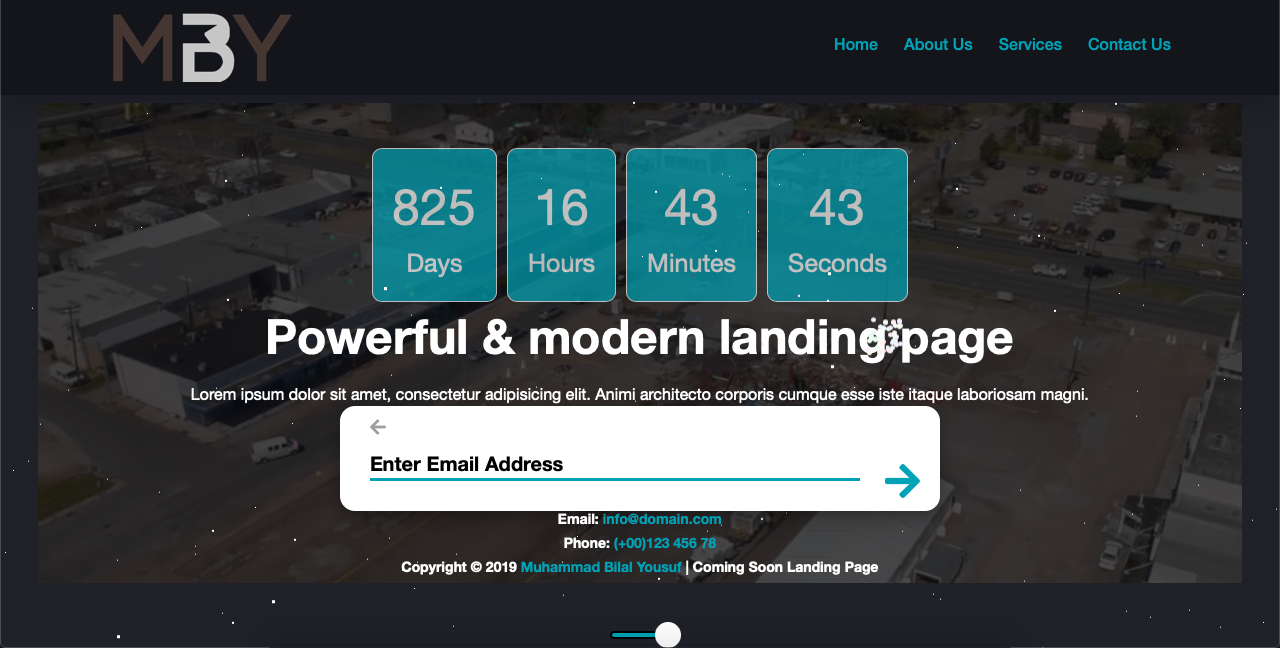 MBY
Home About Us Services Contact Us
825 16 43 43
Days Hours Minutes Seconds
Powerful & modern landing page
Lorem ipsum dolor sit amet, consectetur adipisicing elit. Animi architecto corporis cumque esse iste itaque laboriosam magni.
Enter Email Address
Email: info@domain.com
Phone: (+00)123 456 78
Copyright © 2019 Muhammad Bilal Yousuf | Coming Soon Landing Page